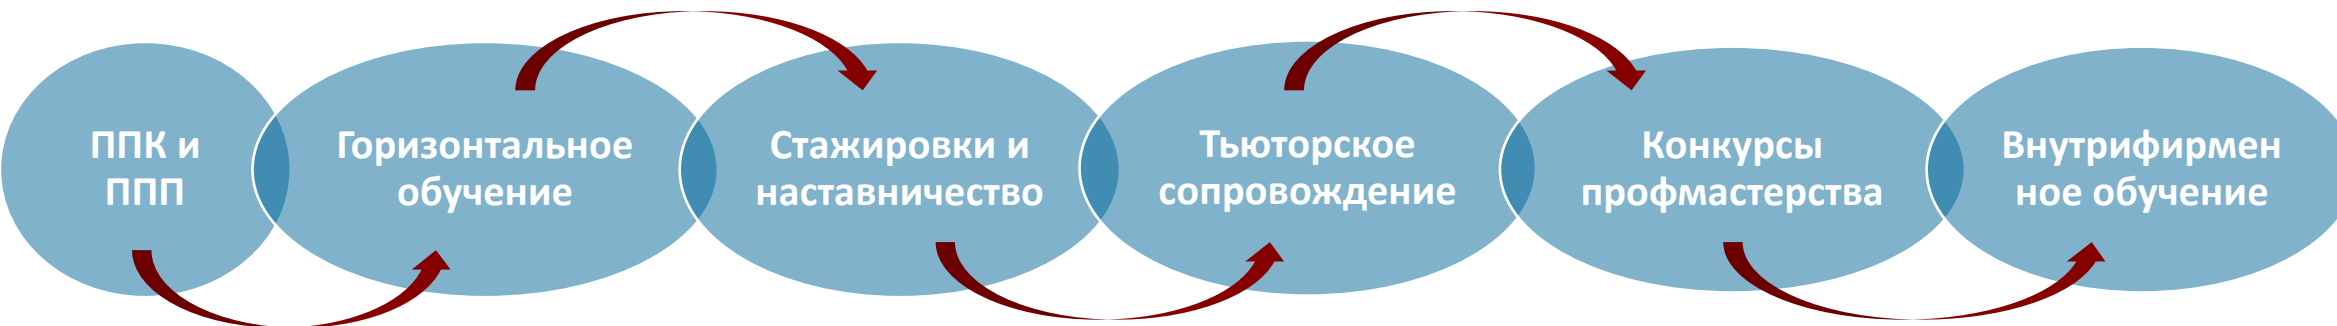 ППК и
ППП
Горизонтальное
обучение
Стажировки и
наставничество
Тьюторское
сопровождение
Конкурсы
профмастерства
Внутрифирмен
ное обучение